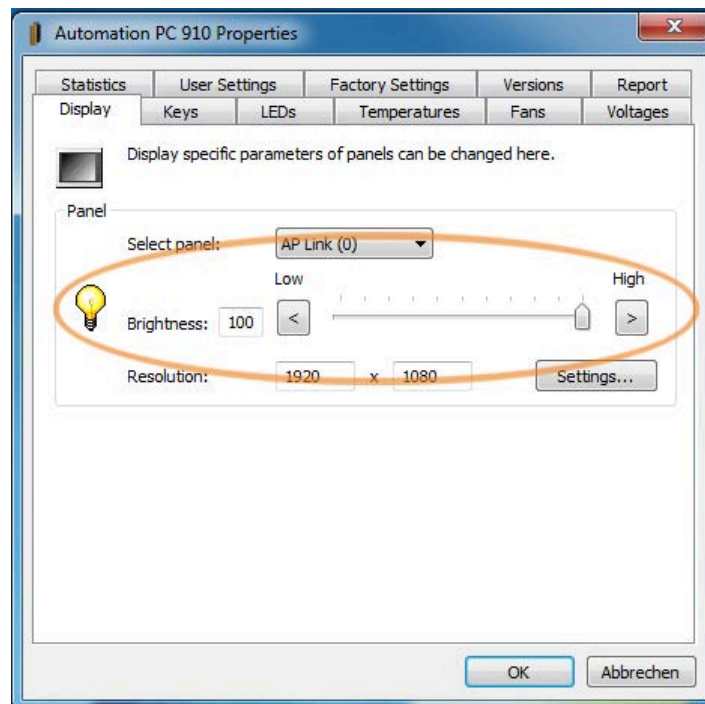 Automation PC 910 Properties
Statistics User Settings Factory Settings Versions Report
Display Keys LEDs Temperatures Fans Voltages
Display specific parameters of panels can be changed here.
Panel
Select panel: AP Link (0)
Low High
Brightness: 100 < >
Resolution: 1920 x 1080 Settings...
OK Abbrechen